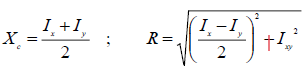 X_c = (I_x + I_y) / 2 ; R = √(((I_x − I_y) / 2)² † I_xy²)